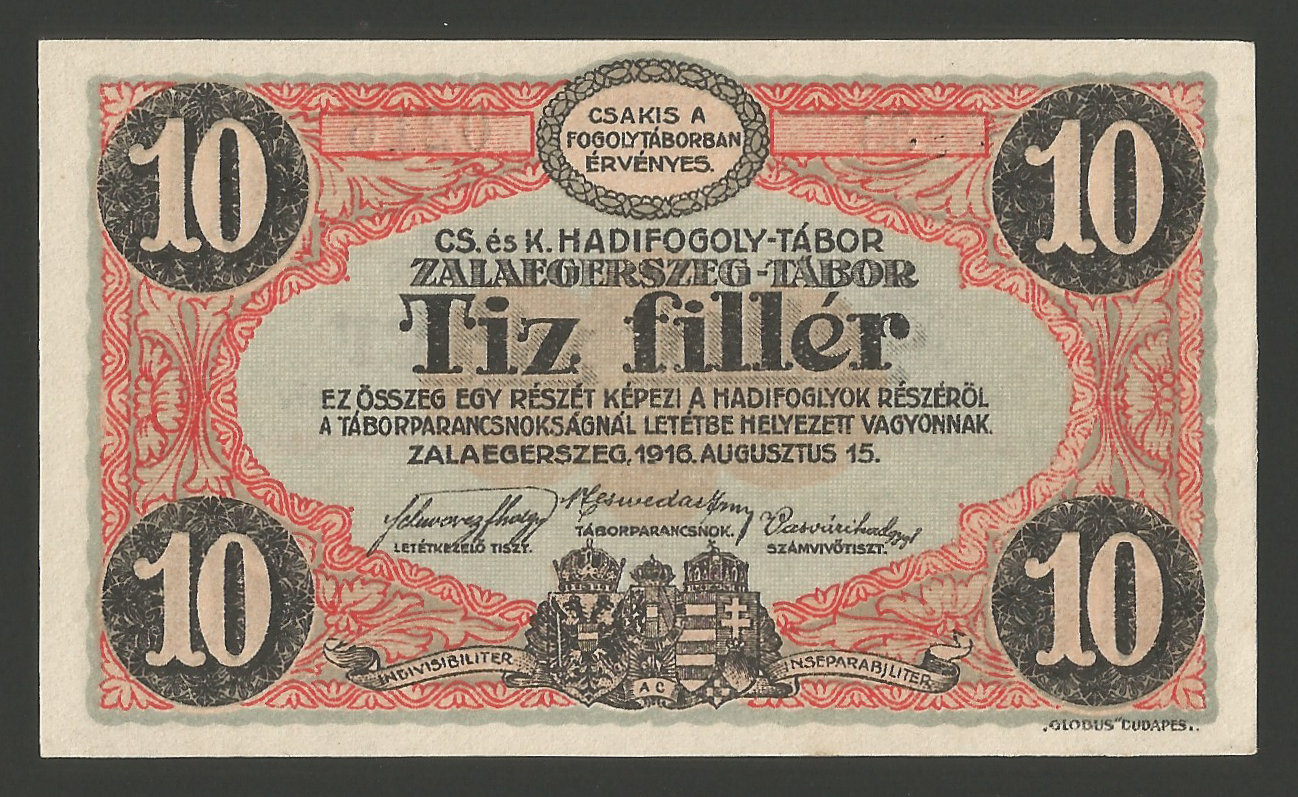 10
10
CSAKIS A
FOGOLYTÁBORBAN
ÉRVÉNYES.
CS. és K. HADIFOGOLY-TÁBOR
ZALAEGERSZEG-TÁBOR
Tiz fillér
EZ ÖSSZEG EGY RÉSZÉT KÉPEZI A HADIFOGLYOK RÉSZÉRŐL
A TÁBORPARANCSNOKSÁGNÁL LETÉTBE HELYEZETT VAGYONNAK.
ZALAEGERSZEG, 1916. AUGUSZTUS 15.
LETÉTKEZELŐ TISZT.
TÁBORPARANCSNOK.
SZÁMVIVŐTISZT.
10
10
INDIVISIBILITER
AC
INSEPARABILITER
„GLOBUS" BUDAPEST.